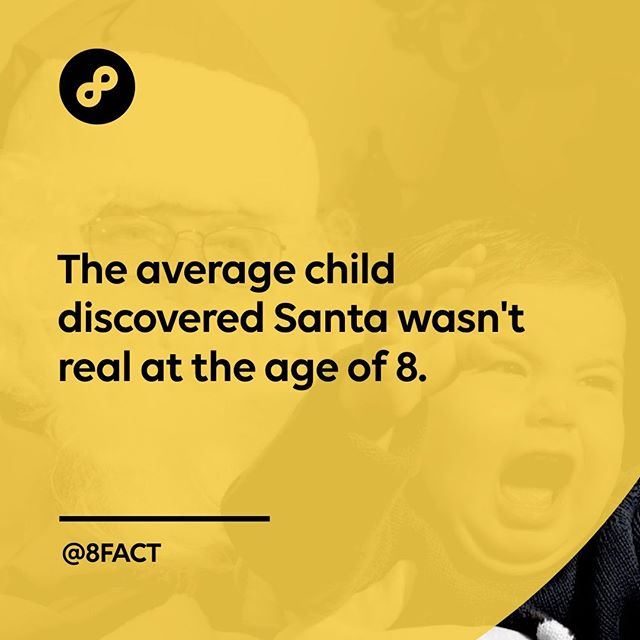 The average child
discovered Santa wasn't
real at the age of 8.
@8FACT